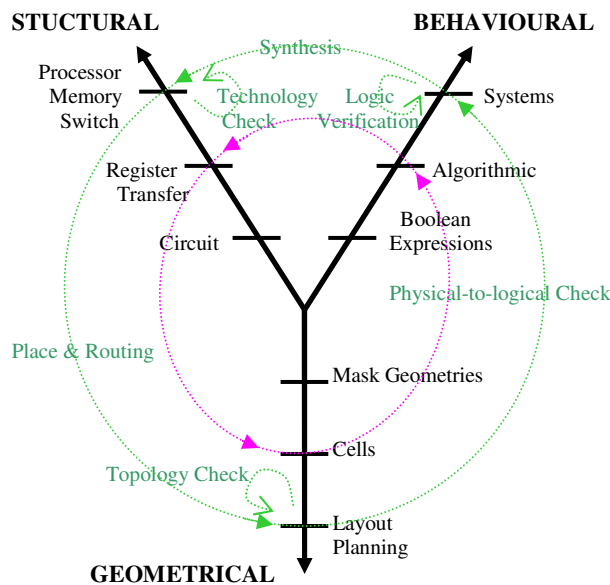 STUCTURAL
BEHAVIOURAL
Synthesis
Processor
Memory
Switch
Technology
Check
Logic
Verification
Systems
Register
Transfer
Algorithmic
Circuit
Boolean
Expressions
Physical-to-logical Check
Place & Routing
Mask Geometries
Cells
Topology Check
Layout
Planning
GEOMETRICAL